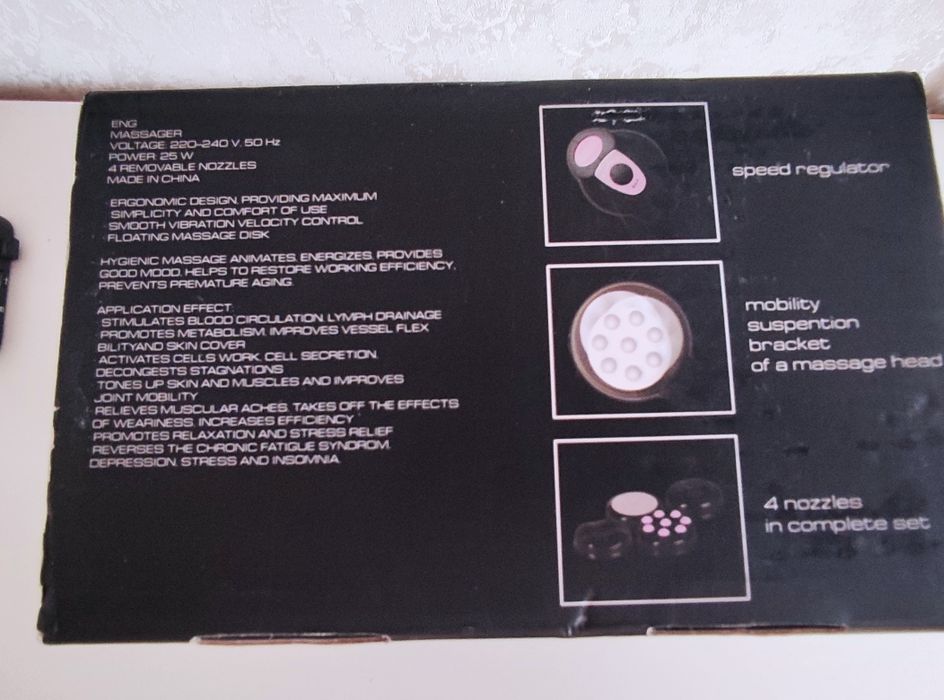 ENG
MASSAGER
VOLTAGE: 220-240 V, 50 Hz
POWER: 25 W
4 REMOVABLE NOZZLES
MADE IN CHINA
ERGONOMIC DESIGN, PROVIDING MAXIMUM
SIMPLICITY AND COMFORT OF USE
SMOOTH VIBRATION VELOCITY CONTROL
FLOATING MASSAGE DISK
HYGIENIC MASSAGE ANIMATES, ENERGIZES, PROVIDES
GOOD MOOD, HELPS TO RESTORE WORKING EFFICIENCY,
PREVENTS PREMATURE AGING.
APPLICATION EFFECT:
STIMULATES BLOOD CIRCULATION, LYMPH DRAINAGE
PROMOTES METABOLISM, IMPROVES VESSEL FLEX
BILITYAND SKIN COVER
ACTIVATES CELLS WORK, CELL SECRETION,
DECONGESTS STAGNATIONS
TONES UP SKIN AND MUSCLES AND IMPROVES
JOINT MOBILITY
RELIEVES MUSCULAR ACHES, TAKES OFF THE EFFECTS
OF WEARINESS, INCREASES EFFICIENCY
PROMOTES RELAXATION AND STRESS RELIEF
REVERSES THE CHRONIC FATIGUE SYNDROM,
DEPRESSION, STRESS AND INSOMNIA.
speed regulator
mobility
suspention
bracket
of a massage head
4 nozzles
in complete set